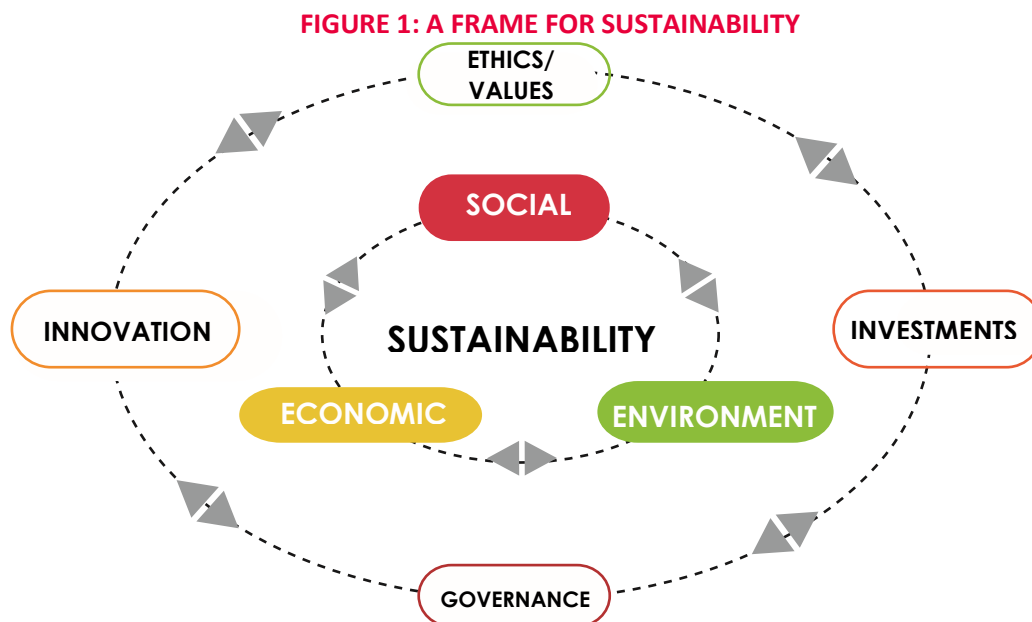 FIGURE 1: A FRAME FOR SUSTAINABILITY
ETHICS/
VALUES
SOCIAL
INNOVATION
SUSTAINABILITY
INVESTMENTS
ECONOMIC
ENVIRONMENT
GOVERNANCE